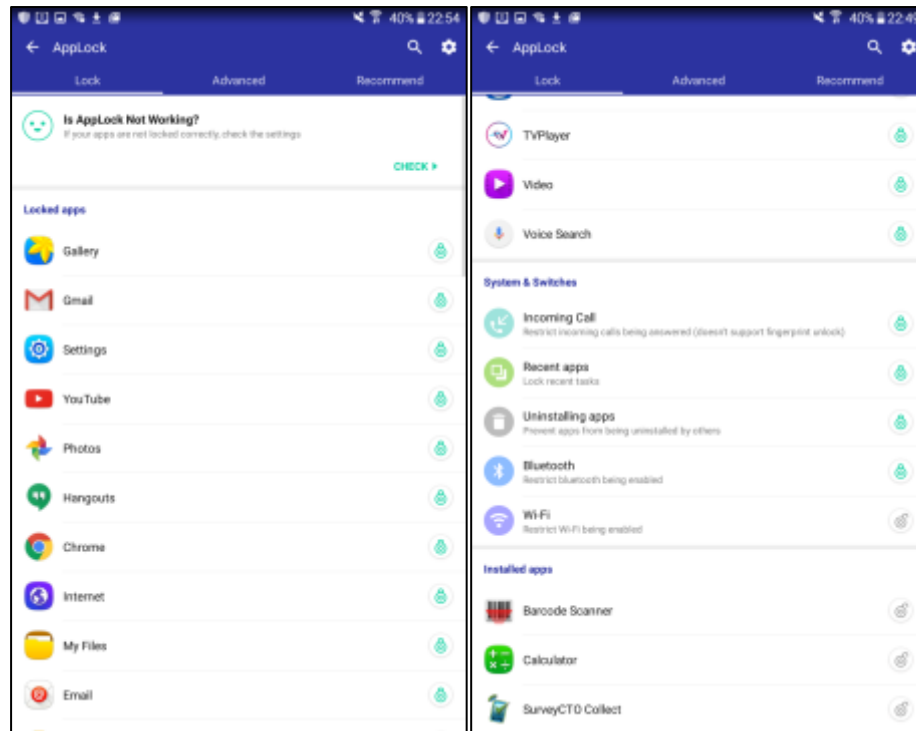 40% 22:54
AppLock
Lock Advanced Recommend
Is AppLock Not Working?
If your apps are not locked correctly, check the settings
CHECK
Locked apps
Gallery
Gmail
Settings
YouTube
Photos
Hangouts
Chrome
Internet
My Files
Email
40% 22:49
AppLock
Lock Advanced Recommend
TVPlayer
Video
Voice Search
System & Switches
Incoming Call
Restrict incoming calls being answered (doesn't support fingerprint unlock)
Recent apps
Lock recent tasks
Uninstalling apps
Prevent apps from being uninstalled by others
Bluetooth
Restrict bluetooth being enabled
Wi-Fi
Restrict Wi-Fi being enabled
Installed apps
Barcode Scanner
Calculator
SurveyCTO Collect